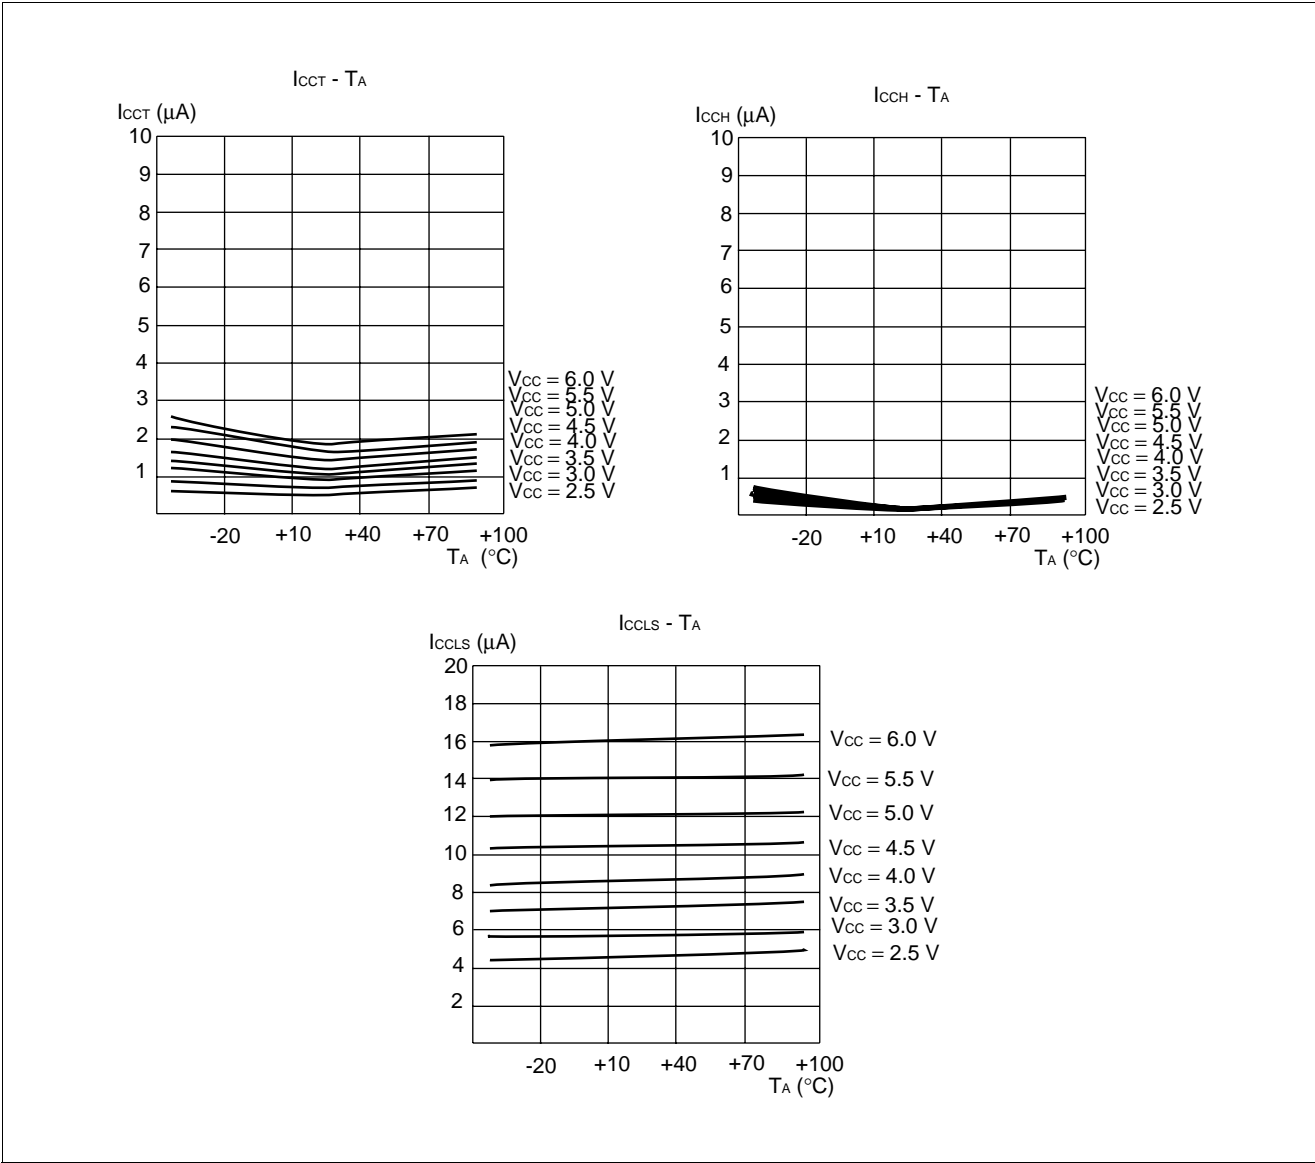 ICCT - TA
ICCT (μA)
10
9
8
7
6
5
4
3
2
1
VCC = 6.0 V
VCC = 5.5 V
VCC = 5.0 V
VCC = 4.5 V
VCC = 4.0 V
VCC = 3.5 V
VCC = 3.0 V
VCC = 2.5 V
-20 +10 +40 +70 +100
TA (°C)
ICCH - TA
ICCH (μA)
10
9
8
7
6
5
4
3
2
1
VCC = 6.0 V
VCC = 5.5 V
VCC = 5.0 V
VCC = 4.5 V
VCC = 4.0 V
VCC = 3.5 V
VCC = 3.0 V
VCC = 2.5 V
-20 +10 +40 +70 +100
TA (°C)
ICCLS - TA
ICCLS (μA)
20
18
16
14
12
10
8
6
4
2
VCC = 6.0 V
VCC = 5.5 V
VCC = 5.0 V
VCC = 4.5 V
VCC = 4.0 V
VCC = 3.5 V
VCC = 3.0 V
VCC = 2.5 V
-20 +10 +40 +70 +100
TA (°C)